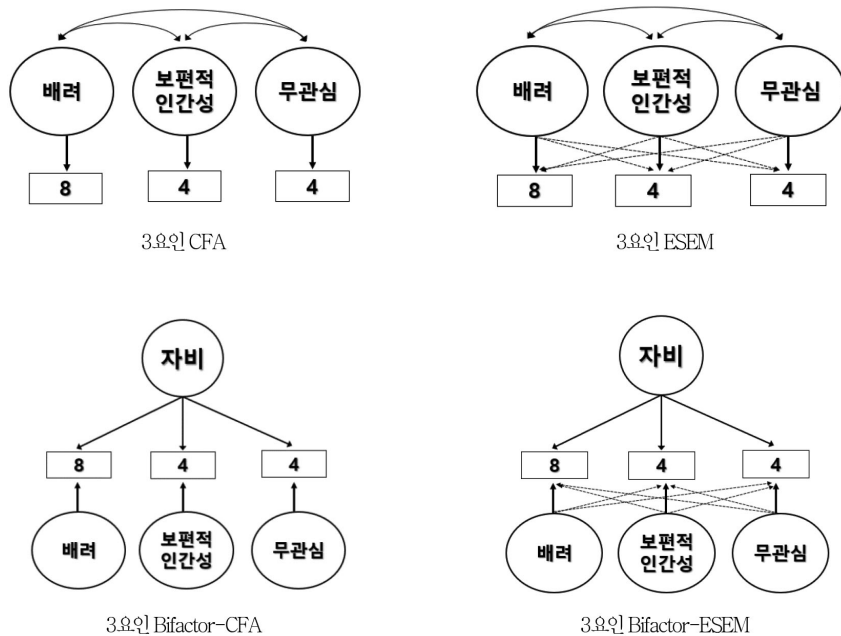 배려
보편적
인간성
무관심
8
4
4
3요인 CFA
배려
보편적
인간성
무관심
8
4
4
3요인 ESEM
자비
8
4
4
배려
보편적
인간성
무관심
3요인 Bifactor-CFA
자비
8
4
4
배려
보편적
인간성
무관심
3요인 Bifactor-ESEM